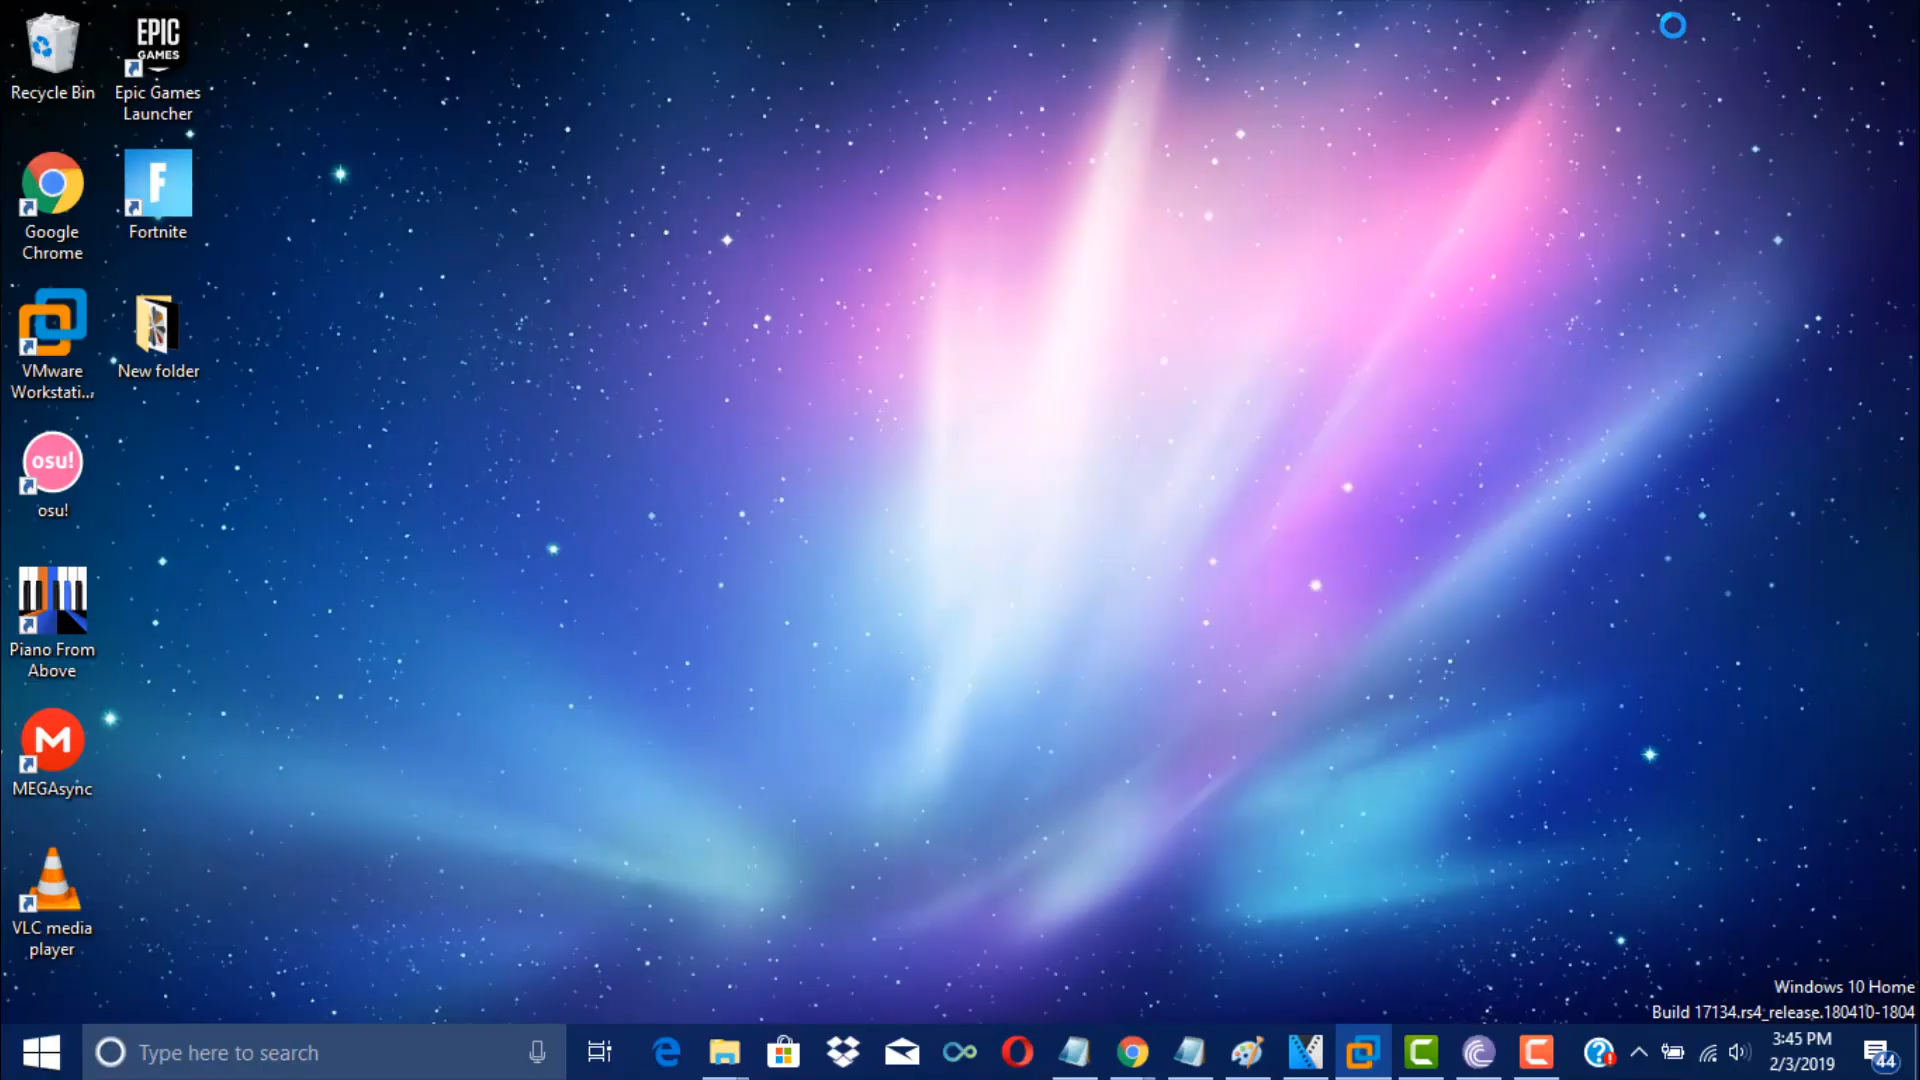 Recycle Bin
EPIC
GAMES
Epic Games
Launcher
Google
Chrome
F
Fortnite
VMware
Workstati...
New folder
osu!
osu!
Piano From
Above
M
MEGAsync
VLC media
player
Windows 10 Home
Build 17134.rs4_release.180410-1804
Type here to search
3:45 PM
2/3/2019
44